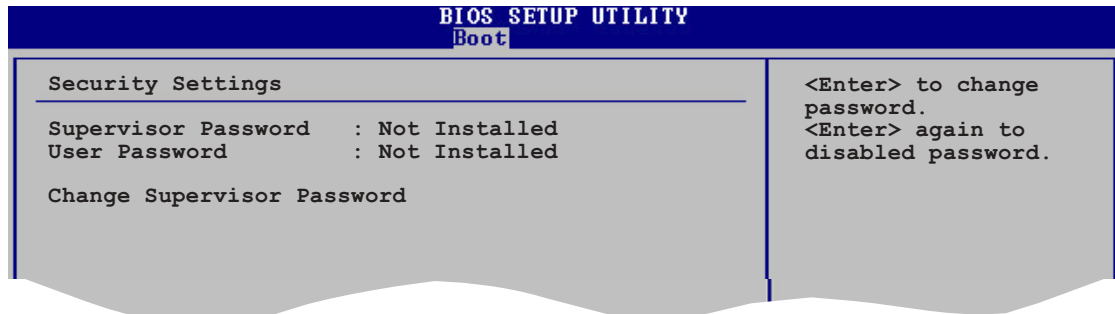 BIOS SETUP UTILITY
Boot
Security Settings
Supervisor Password : Not Installed
User Password : Not Installed
Change Supervisor Password
<Enter> to change
password.
<Enter> again to
disabled password.